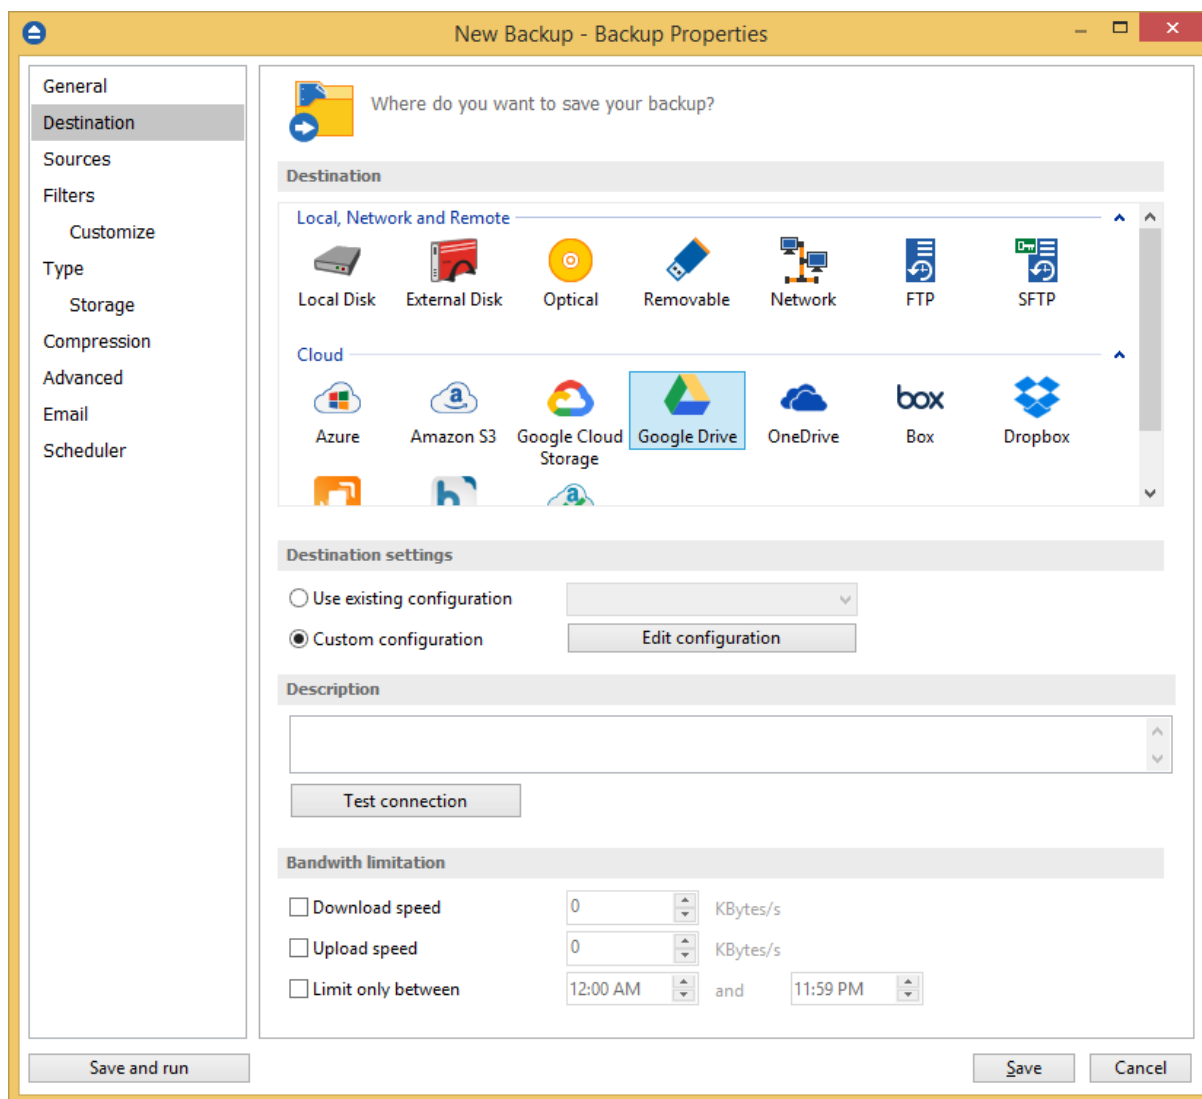 New Backup - Backup Properties
General
Destination
Sources
Filters
Customize
Type
Storage
Compression
Advanced
Email
Scheduler
Where do you want to save your backup?
Destination
Local, Network and Remote
Local Disk External Disk Optical Removable Network FTP SFTP
Cloud
box
Azure Amazon S3 Google Cloud Google Drive OneDrive Box Dropbox
Storage
Destination settings
Use existing configuration
Custom configuration Edit configuration
Description
Test connection
Bandwith limitation
Download speed 0 KBytes/s
Upload speed 0 KBytes/s
Limit only between 12:00 AM and 11:59 PM
Save and run Save Cancel